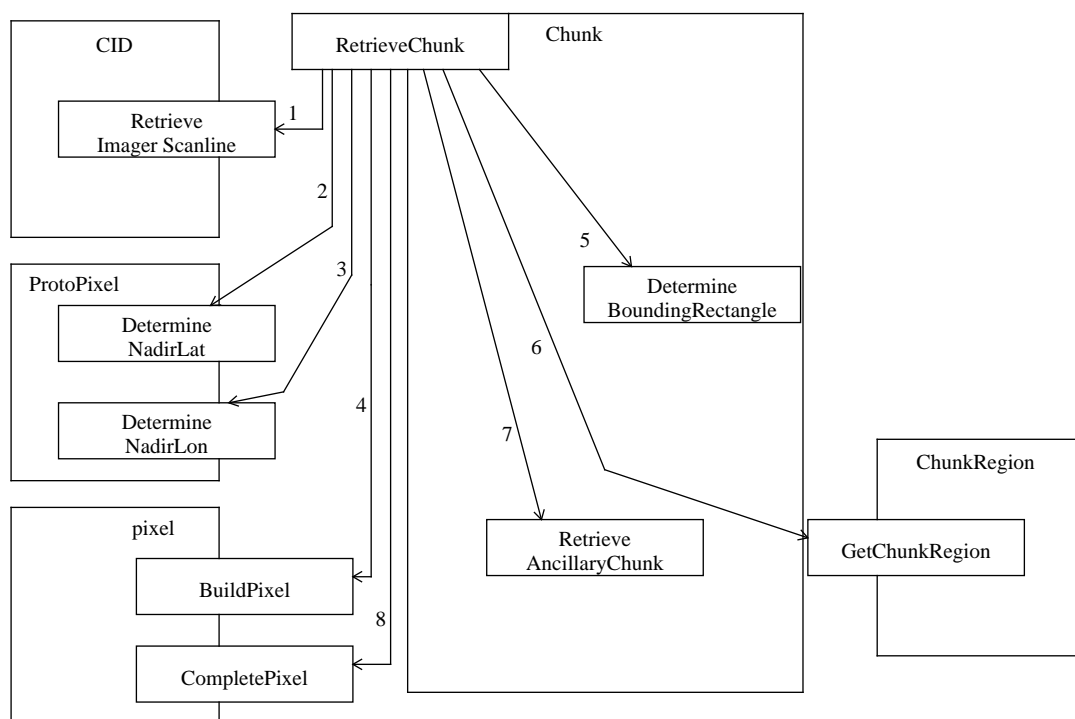 CID
RetrieveChunk
Chunk
Retrieve
Imager Scanline
1
2
3
4
5
6
7
8
ProtoPixel
Determine
NadirLat
Determine
NadirLon
Determine
BoundingRectangle
ChunkRegion
GetChunkRegion
Retrieve
AncillaryChunk
pixel
BuildPixel
CompletePixel